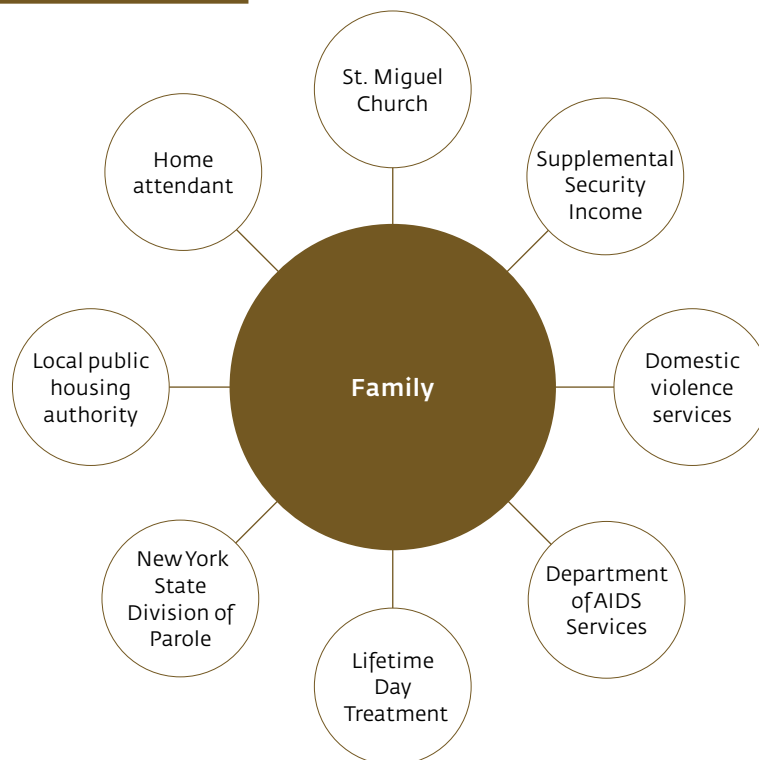 St. Miguel
Church
Supplemental
Security
Income
Domestic
violence
services
Department
of AIDS
Services
Lifetime
Day
Treatment
New York
State
Division of
Parole
Local public
housing
authority
Home
attendant
Family